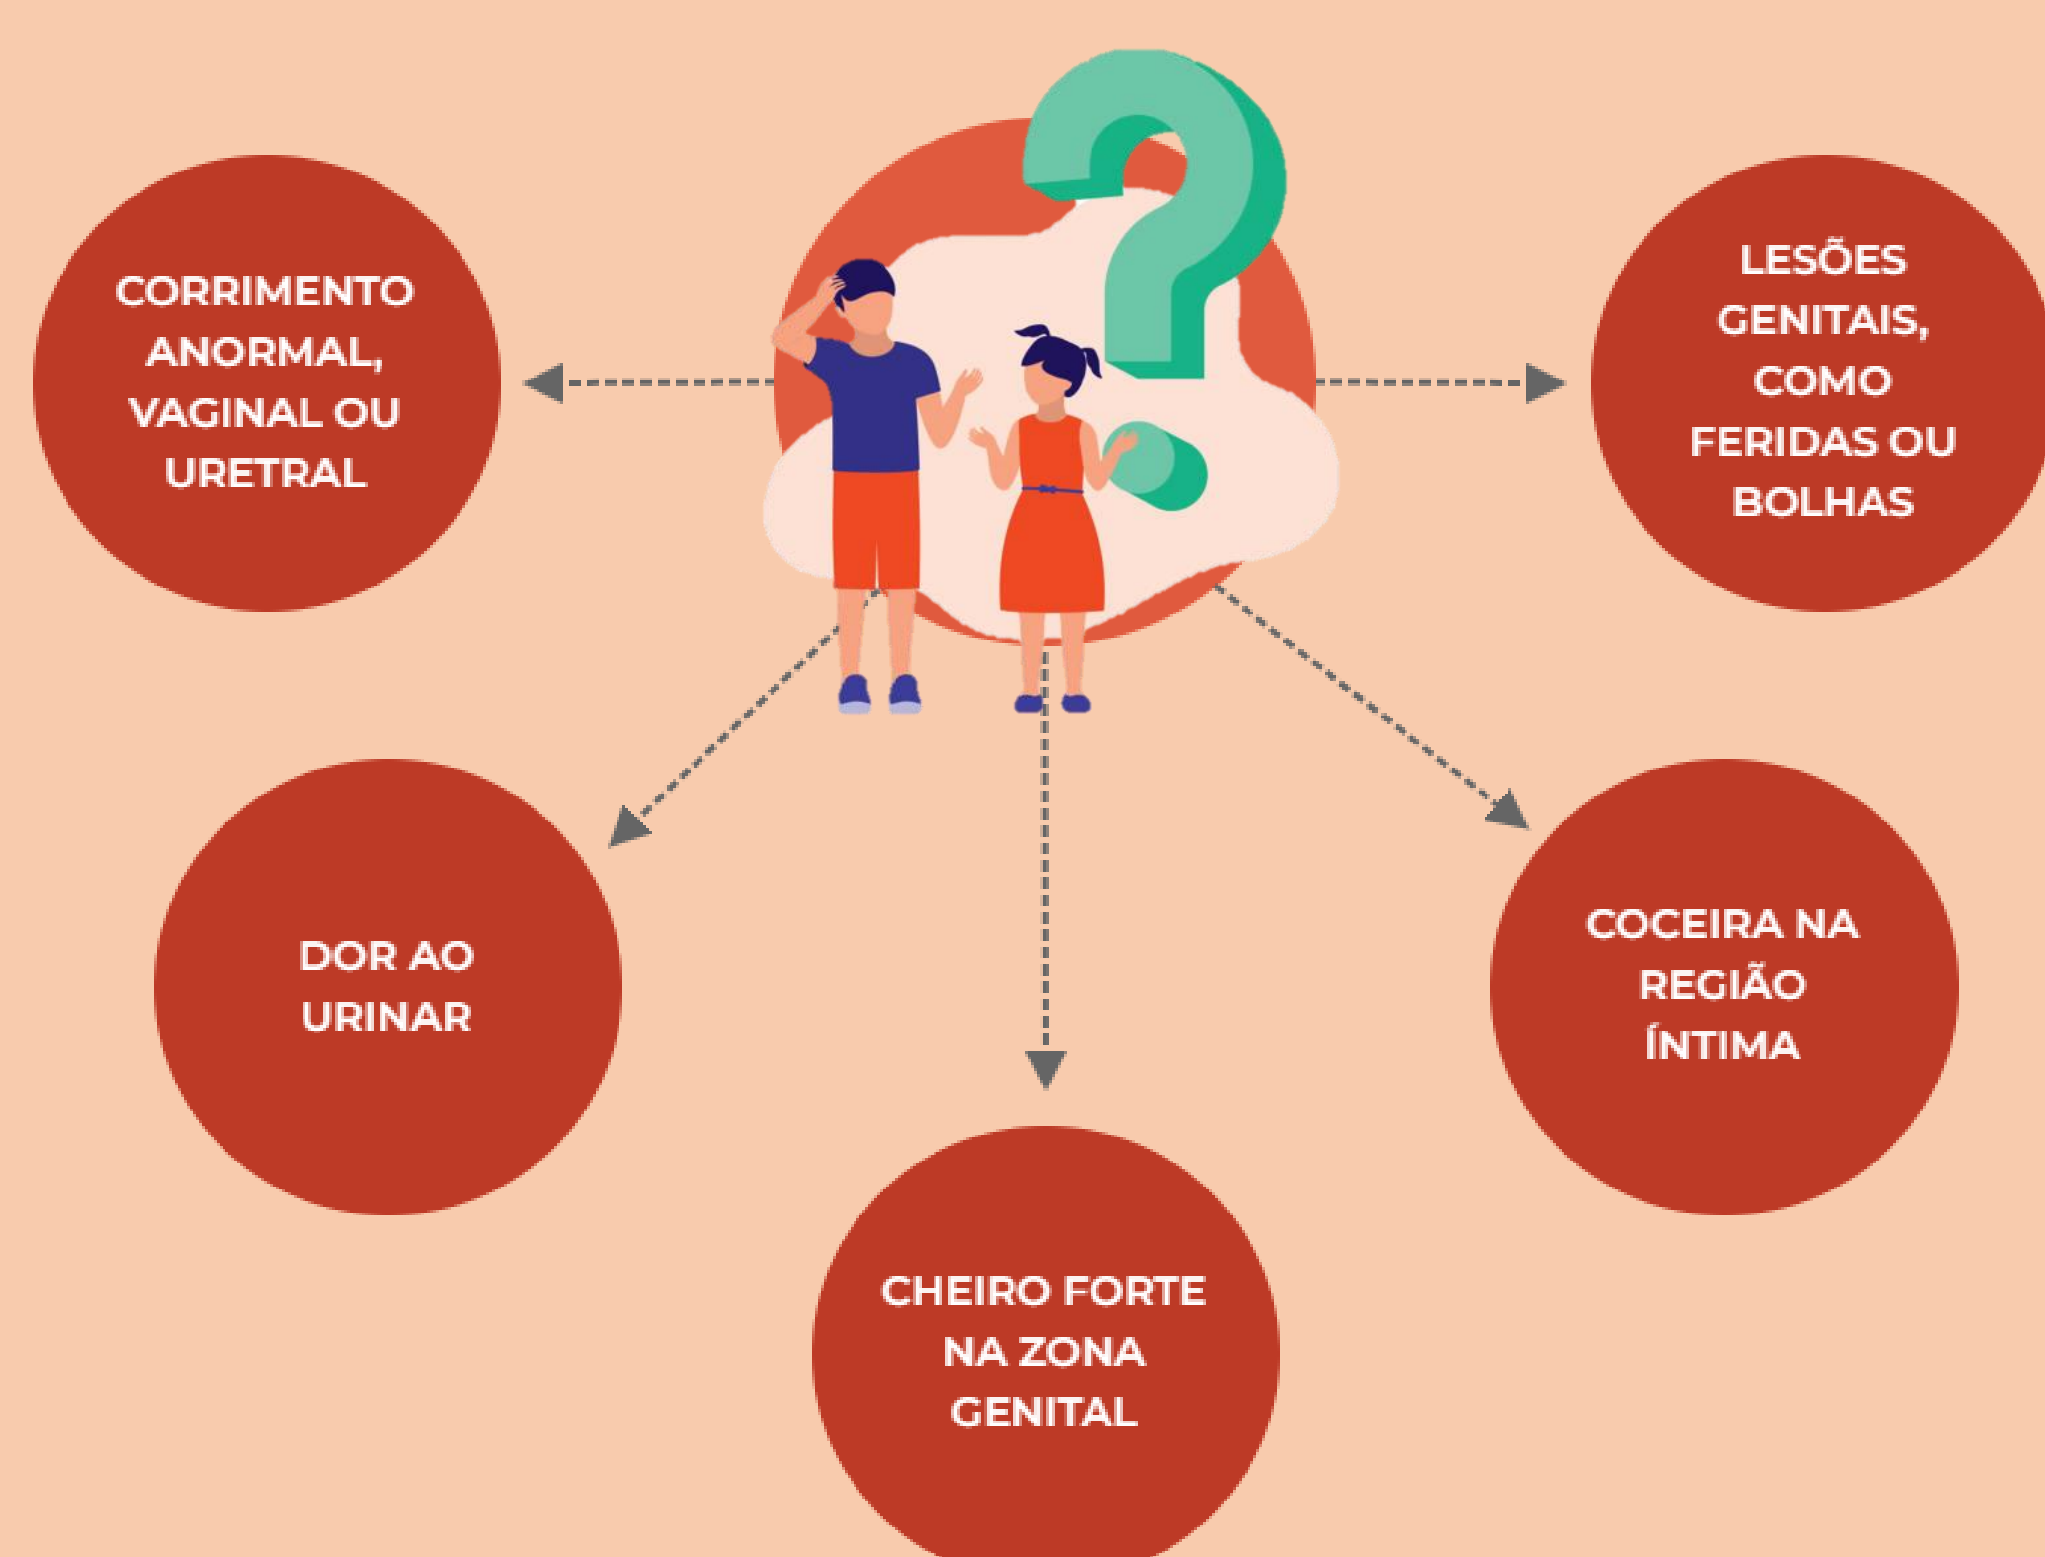 CORRIMENTO
ANORMAL,
VAGINAL OU
URETRAL
LESÕES
GENITAIS,
COMO
FERIDAS OU
BOLHAS
DOR AO
URINAR
COCEIRA NA
REGIÃO
ÍNTIMA
CHEIRO FORTE
NA ZONA
GENITAL